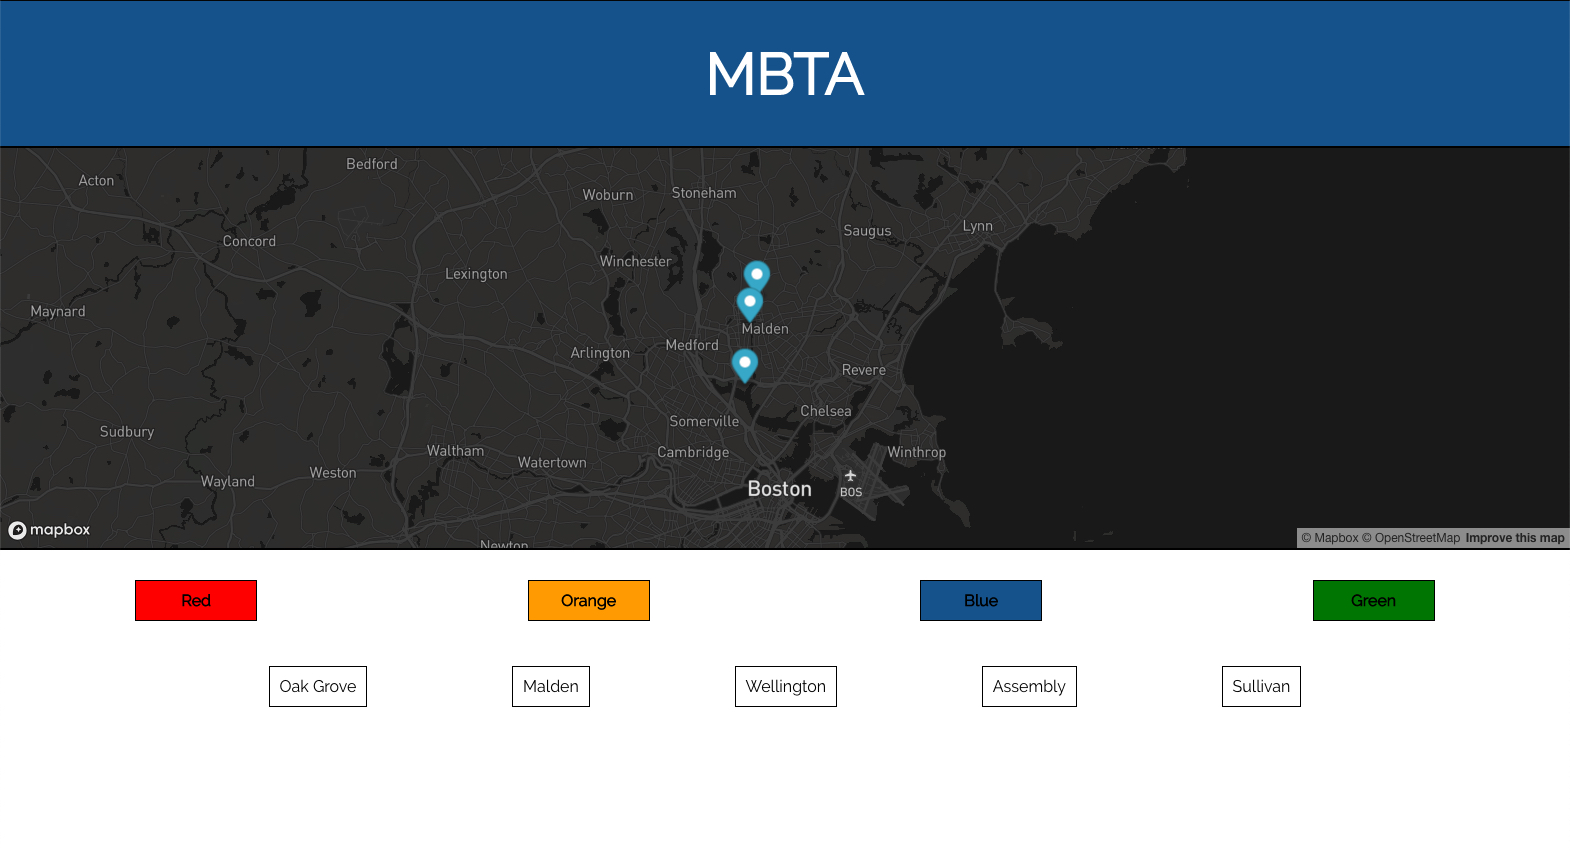 MBTA
Bedford
Acton
Woburn
Stoneham
Lynn
Saugus
Concord
Winchester
Lexington
Maynard
Malden
Medford
Arlington
Revere
Chelsea
Somerville
Sudbury
Waltham
Cambridge
Winthrop
Watertown
Weston
Wayland
Boston
BOS
mapbox
© Mapbox © OpenStreetMap Improve this map
Newton
Red Orange Blue Green
Oak Grove Malden Wellington Assembly Sullivan